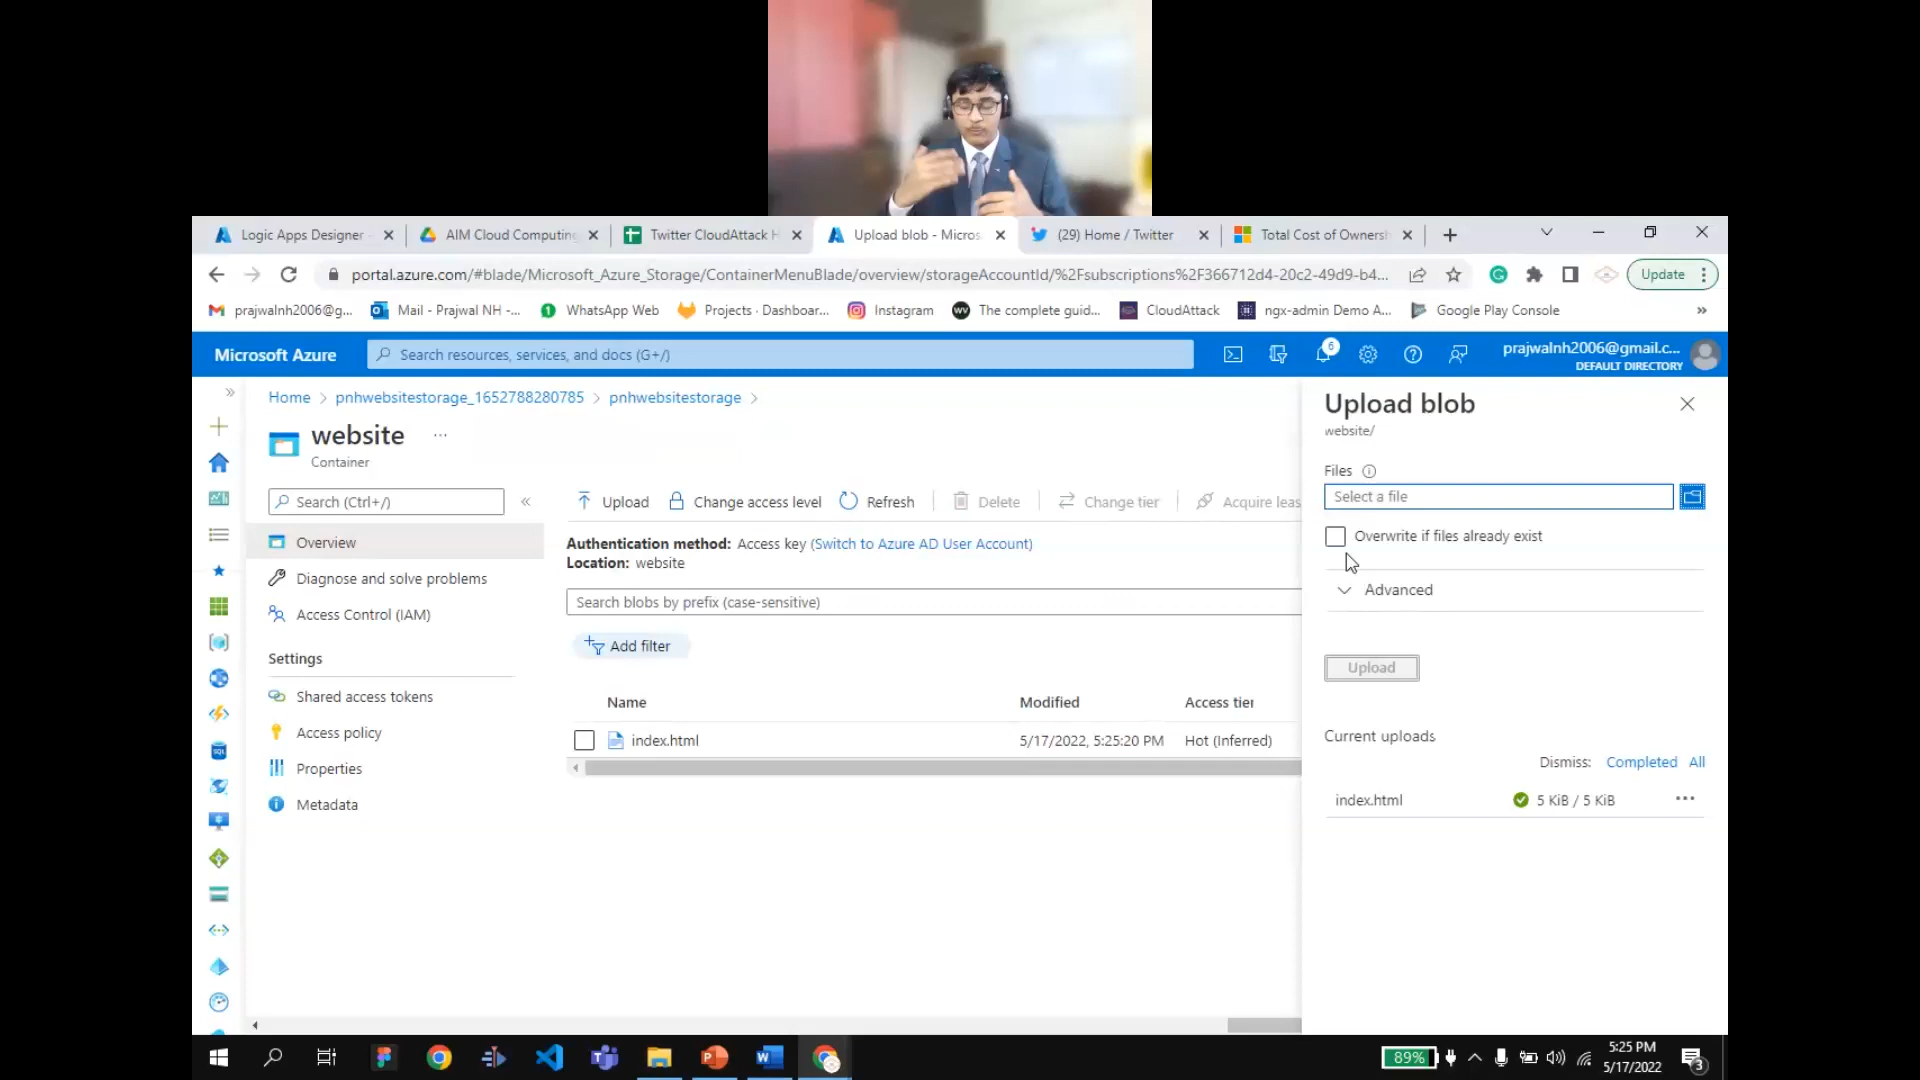 Logic Apps Designer -
AIM Cloud Computing
Twitter CloudAttack H
Upload blob - Micros
(29) Home / Twitter
Total Cost of Ownersh
portal.azure.com/#blade/Microsoft_Azure_Storage/ContainerMenuBlade/overview/storageAccountId/%2Fsubscriptions%2F366712d4-20c2-49d9-b4...
Update
prajwalnh2006@g...
Mail - Prajwal NH -...
WhatsApp Web
Projects · Dashboar...
Instagram
The complete guid...
CloudAttack
ngx-admin Demo A...
Google Play Console
»
Microsoft Azure
Search resources, services, and docs (G+/)
6
prajwalnh2006@gmail.c...
DEFAULT DIRECTORY
Home > pnhwebsitestorage_1652788280785 > pnhwebsitestorage >
website ...
Container
Search (Ctrl+/)
Overview
Diagnose and solve problems
Access Control (IAM)
Settings
Shared access tokens
Access policy
Properties
Metadata
Upload
Change access level
Refresh
Delete
Change tier
Acquire leas
Authentication method: Access key (Switch to Azure AD User Account)
Location: website
Search blobs by prefix (case-sensitive)
Add filter
Name Modified Access tier
index.html 5/17/2022, 5:25:20 PM Hot (Inferred)
Upload blob
website/
Files
Select a file
Overwrite if files already exist
Advanced
Upload
Current uploads
Dismiss: Completed All
index.html 5 KiB / 5 KiB ...
89%
5:25 PM
5/17/2022
3